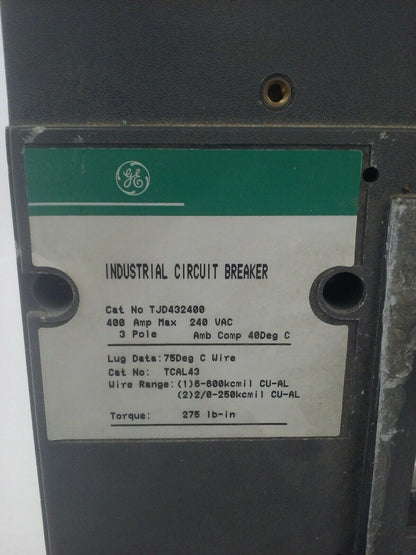 GE
INDUSTRIAL CIRCUIT BREAKER
Cat No TJD432400
400 Amp Max 240 VAC
3 Pole Amb Comp 40Deg C
Lug Data: 75Deg C Wire
Cat No: TCAL43
Wire Range: (1)6-600kcmil CU-AL
(2)2/0-250kcmil CU-AL
Torque: 275 lb-in